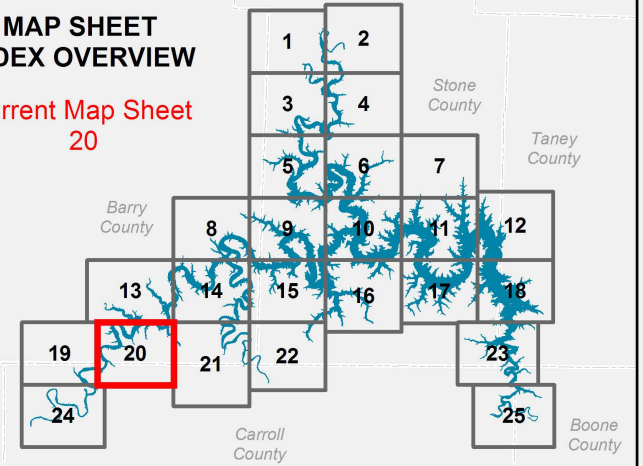 MAP SHEET
DEX OVERVIEW
rrent Map Sheet
20
1
2
3
4
Stone
County
Taney
County
5
6
7
Barry
County
8
9
10
11
12
13
14
15
16
17
18
19
20
21
22
23
24
25
Carroll
County
Boone
County